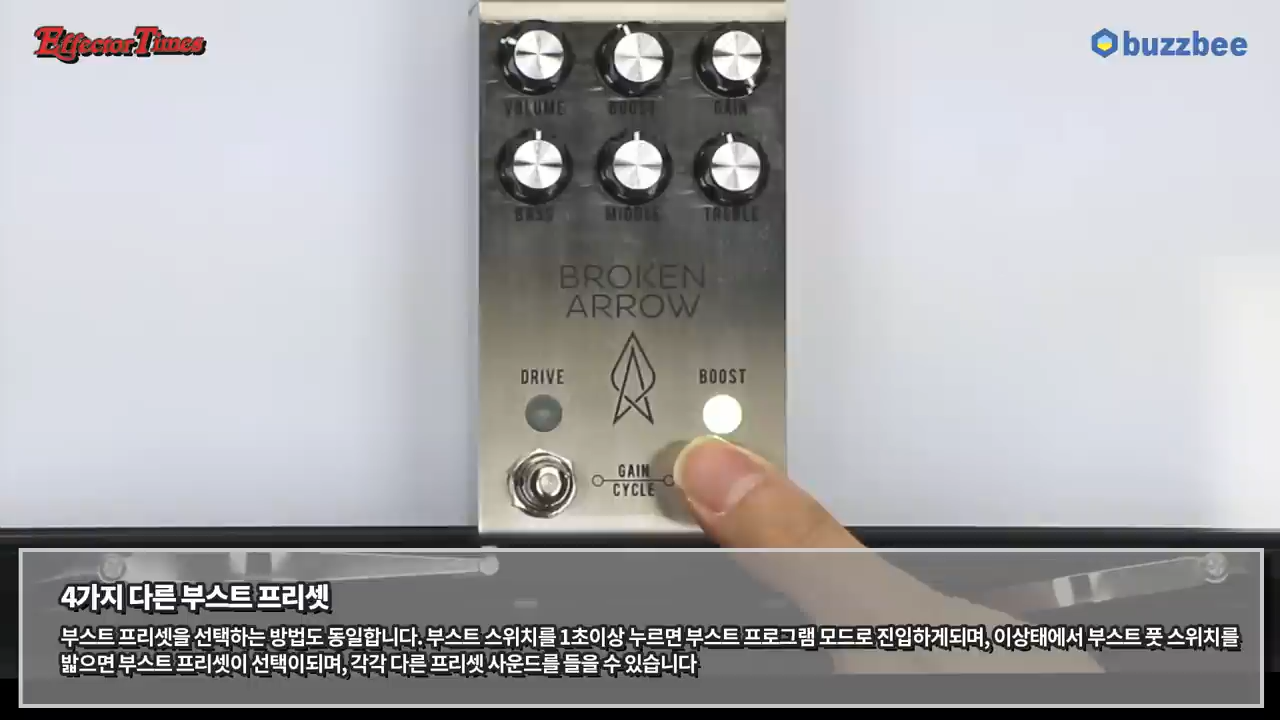 Effector Times
buzzbee
VOLUME BOOST GAIN
BASS MIDDLE TREBLE
BROKEN
ARROW
DRIVE BOOST
GAIN
CYCLE
4가지 다른 부스트 프리셋
부스트 프리셋을 선택하는 방법도 동일합니다. 부스트 스위치를 1초이상 누르면 부스트 프로그램 모드로 진입하게되며, 이상태에서 부스트 풋 스위치를
밟으면 부스트 프리셋이 선택이되며, 각각 다른 프리셋 사운드를 들을 수 있습니다